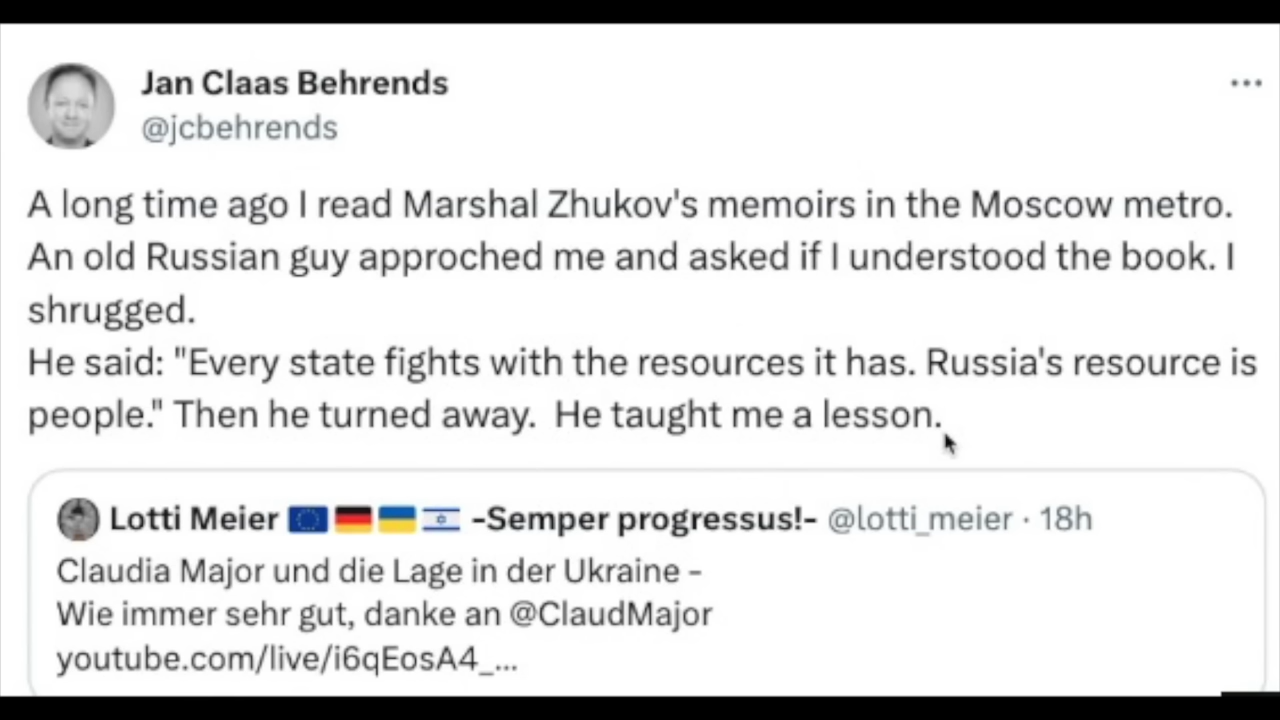 Jan Claas Behrends
@jcbehrends
A long time ago I read Marshal Zhukov's memoirs in the Moscow metro.
An old Russian guy approched me and asked if I understood the book. I
shrugged.
He said: "Every state fights with the resources it has. Russia's resource is
people." Then he turned away.  He taught me a lesson.
Lotti Meier 🇪🇺🇩🇪🇺🇦🇮🇱 -Semper progressus!- @lotti_meier · 18h
Claudia Major und die Lage in der Ukraine -
Wie immer sehr gut, danke an @ClaudMajor
youtube.com/live/i6qEosA4_...